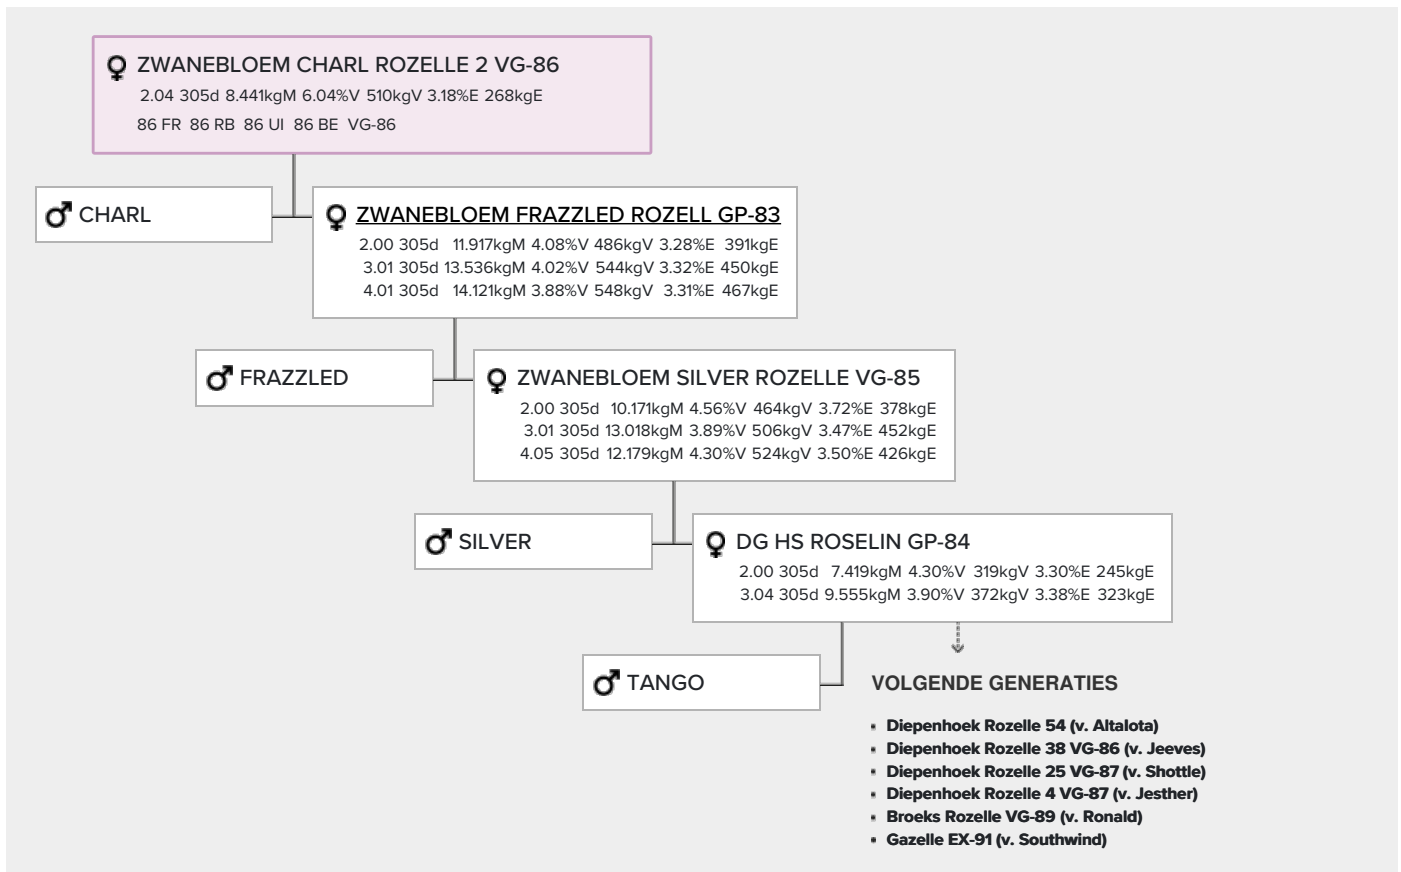 ZWANEBLOEM CHARL ROZELLE 2 VG-86
2.04 305d 8.441kgM 6.04%V 510kgV 3.18%E 268kgE
86 FR 86 RB 86 UI 86 BE VG-86
CHARL
ZWANEBLOEM FRAZZLED ROZELL GP-83
2.00 305d 11.917kgM 4.08%V 486kgV 3.28%E 391kgE
3.01 305d 13.536kgM 4.02%V 544kgV 3.32%E 450kgE
4.01 305d 14.121kgM 3.88%V 548kgV 3.31%E 467kgE
FRAZZLED
ZWANEBLOEM SILVER ROZELLE VG-85
2.00 305d 10.171kgM 4.56%V 464kgV 3.72%E 378kgE
3.01 305d 13.018kgM 3.89%V 506kgV 3.47%E 452kgE
4.05 305d 12.179kgM 4.30%V 524kgV 3.50%E 426kgE
SILVER
DG HS ROSELIN GP-84
2.00 305d 7.419kgM 4.30%V 319kgV 3.30%E 245kgE
3.04 305d 9.555kgM 3.90%V 372kgV 3.38%E 323kgE
TANGO
VOLGENDE GENERATIES
Diepenhoek Rozelle 54 (v. Altalota)
Diepenhoek Rozelle 38 VG-86 (v. Jeeves)
Diepenhoek Rozelle 25 VG-87 (v. Shottle)
Diepenhoek Rozelle 4 VG-87 (v. Jesther)
Broeks Rozelle VG-89 (v. Ronald)
Gazelle EX-91 (v. Southwind)